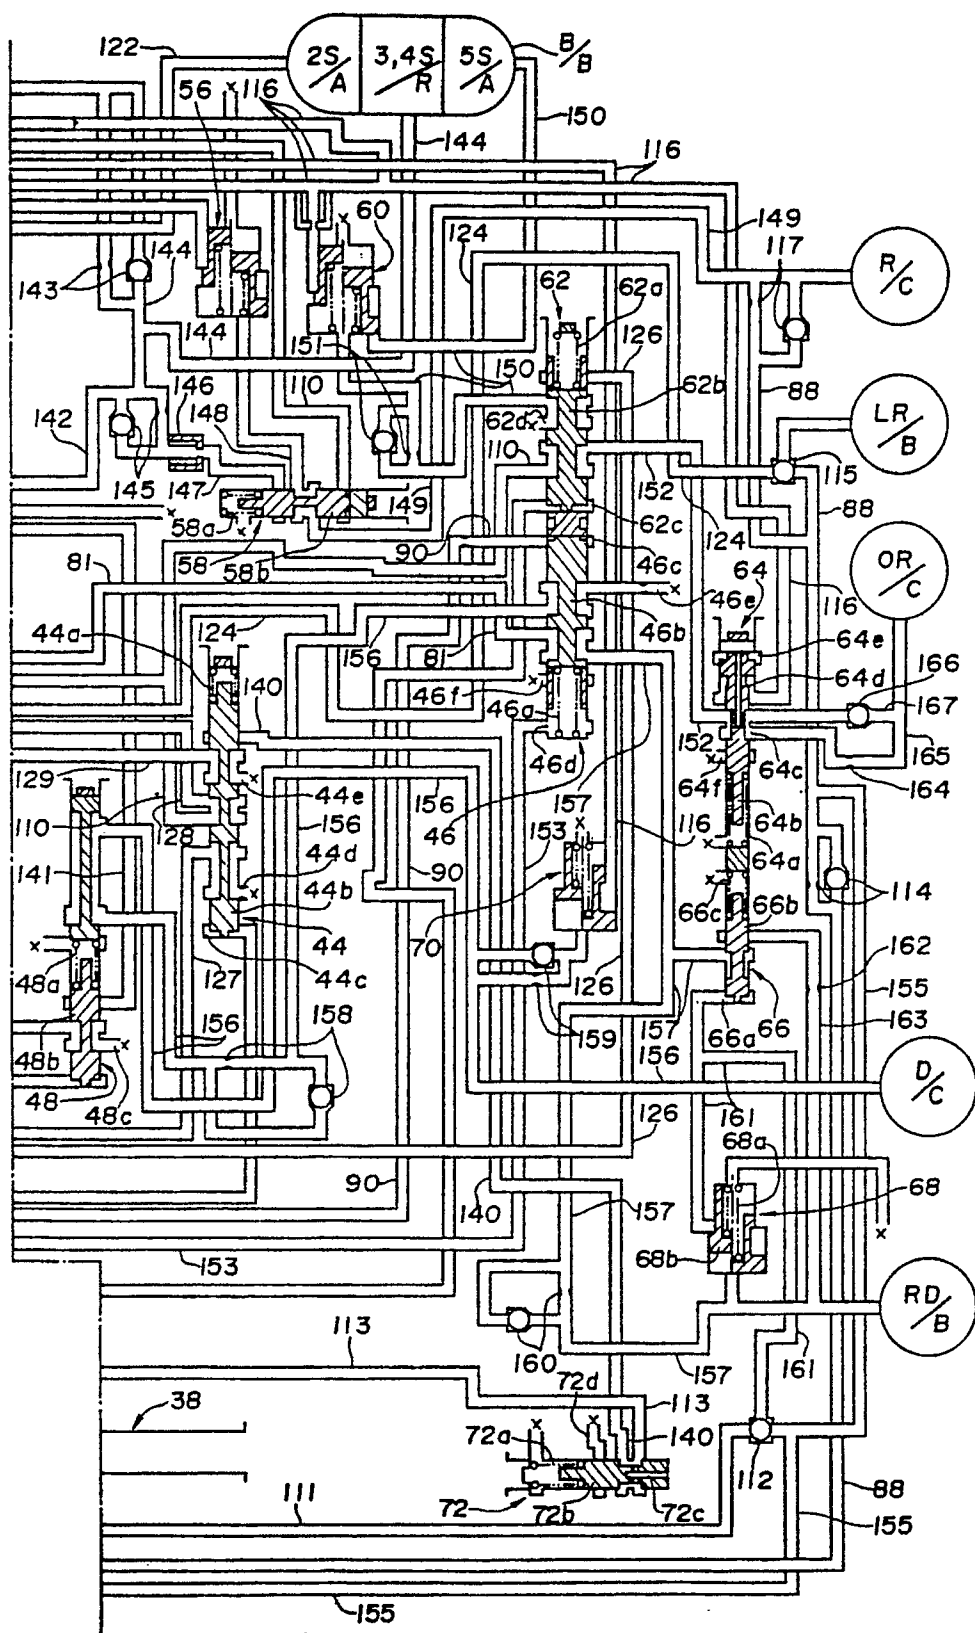 122
2S/A
3,4S/R
5S/A
B/B
56
116
144
150
116
149
60
124
117
R/C
143
144
62
62a
126
144
151
150
62b
88
146
110
62d
LR/B
142
148
110
115
145
147
149
152
58a
90
62c
124
88
58
58b
46c
OR/C
81
64
46e
116
44a
124
156
81
46b
64e
64d
166
140
46f
46a
167
152
165
129
46d
157
64c
44e
156
46
64f
164
110
128
156
153
116
64b
141
44d
64a
44b
90
70
66c
66b
114
48a
44
127
44c
126
162
155
156
158
157
66
163
48b
159
156
66a
D/C
48
48c
161
126
68a
90
140
157
68
153
68b
RD/B
113
160
157
161
72d
113
38
72a
140
112
72
72b
72c
88
111
155
155